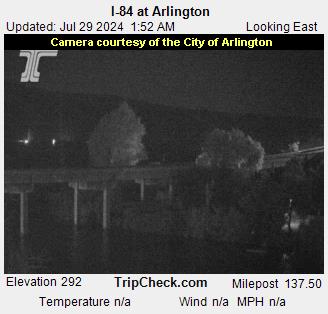 I-84 at Arlington
Updated: Jul 29 2024 1:52 AM Looking East
Camera courtesy of the City of Arlington
Elevation 292 TripCheck.com Milepost 137.50
Temperature n/a Wind n/a MPH n/a